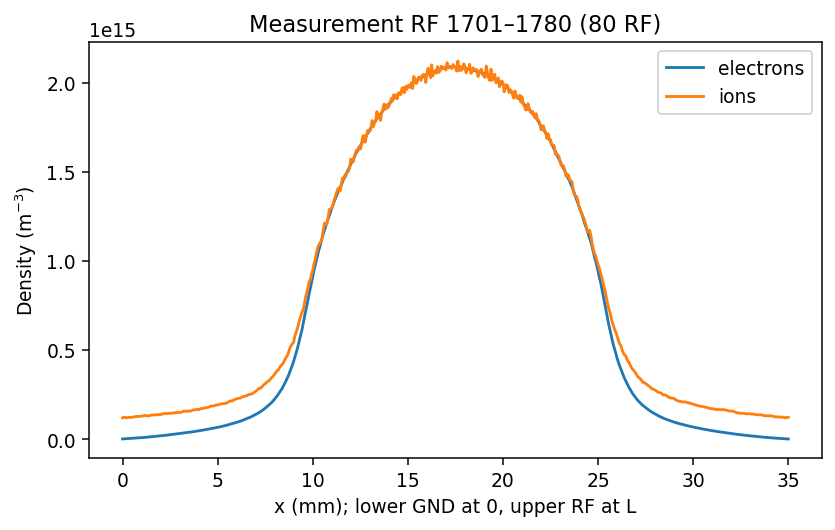 Measurement RF 1701–1780 (80 RF)
1e15
electrons
ions
2.0
1.5
1.0
0.5
0.0
Density (m⁻³)
0 5 10 15 20 25 30 35
x (mm); lower GND at 0, upper RF at L